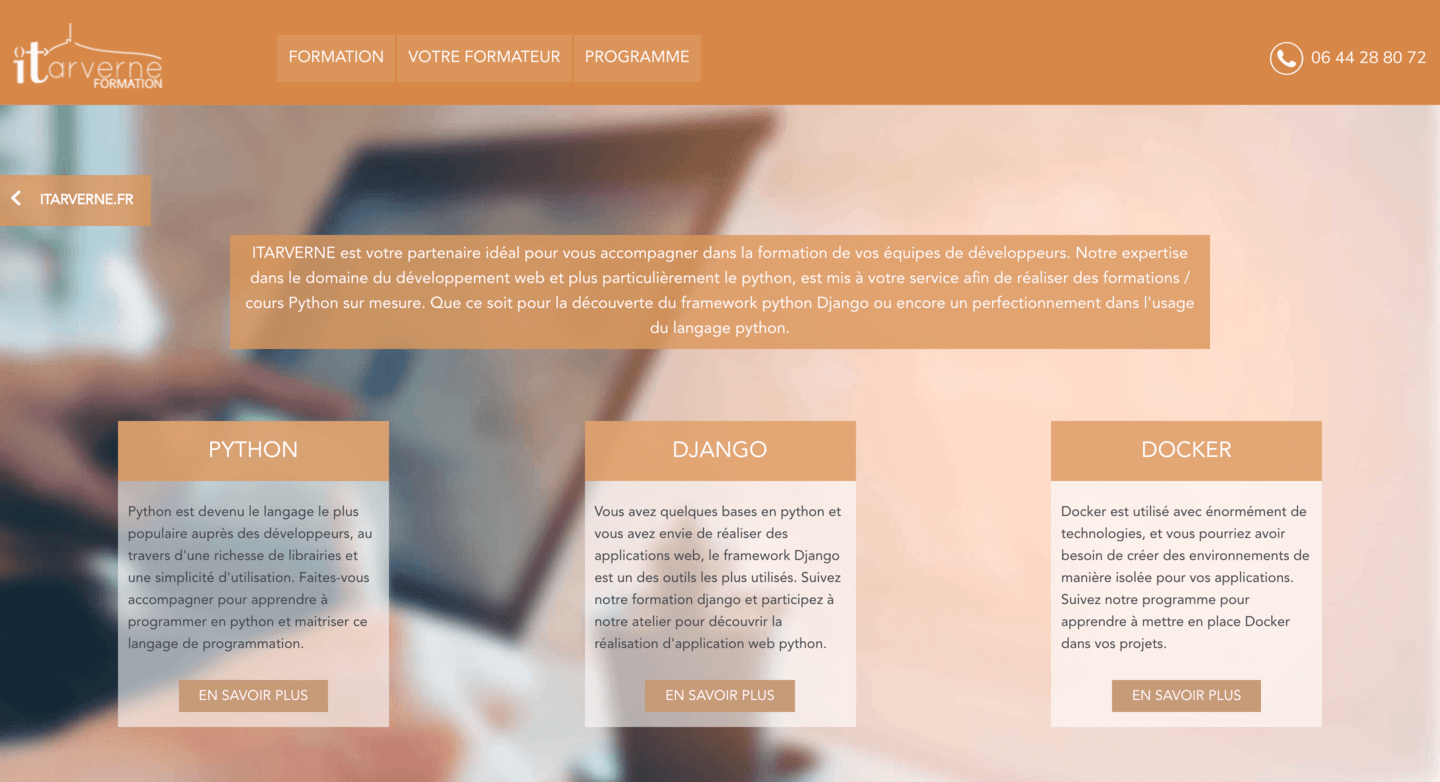 itarverne
FORMATION
FORMATION
VOTRE FORMATEUR
PROGRAMME
06 44 28 80 72
ITARVERNE.FR
ITARVERNE est votre partenaire idéal pour vous accompagner dans la formation de vos équipes de développeurs. Notre expertise
dans le domaine du développement web et plus particulièrement le python, est mis à votre service afin de réaliser des formations /
cours Python sur mesure. Que ce soit pour la découverte du framework python Django ou encore un perfectionnement dans l'usage
du langage python.
PYTHON
Python est devenu le langage le plus
populaire auprès des développeurs, au
travers d'une richesse de librairies et
une simplicité d'utilisation. Faites-vous
accompagner pour apprendre à
programmer en python et maitriser ce
langage de programmation.
EN SAVOIR PLUS
DJANGO
Vous avez quelques bases en python et
vous avez envie de réaliser des
applications web, le framework Django
est un des outils les plus utilisés. Suivez
notre formation django et participez à
notre atelier pour découvrir la
réalisation d'application web python.
EN SAVOIR PLUS
DOCKER
Docker est utilisé avec énormément de
technologies, et vous pourriez avoir
besoin de créer des environnements de
manière isolée pour vos applications.
Suivez notre programme pour
apprendre à mettre en place Docker
dans vos projets.
EN SAVOIR PLUS